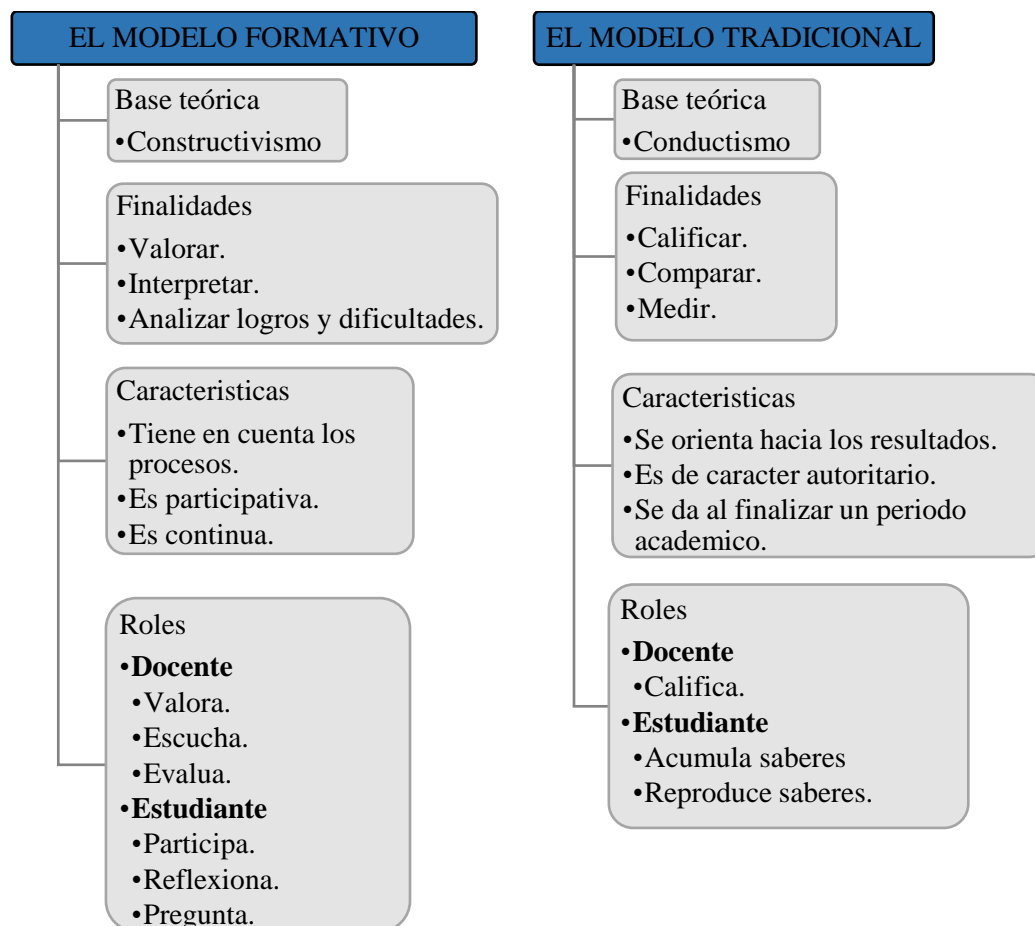 EL MODELO FORMATIVO
Base teórica
•Constructivismo
Finalidades
•Valorar.
•Interpretar.
•Analizar logros y dificultades.
Caracteristicas
•Tiene en cuenta los
procesos.
•Es participativa.
•Es continua.
Roles
•Docente
•Valora.
•Escucha.
•Evalua.
•Estudiante
•Participa.
•Reflexiona.
•Pregunta.
EL MODELO TRADICIONAL
Base teórica
•Conductismo
Finalidades
•Calificar.
•Comparar.
•Medir.
Caracteristicas
•Se orienta hacia los resultados.
•Es de caracter autoritario.
•Se da al finalizar un periodo
academico.
Roles
•Docente
•Califica.
•Estudiante
•Acumula saberes
•Reproduce saberes.